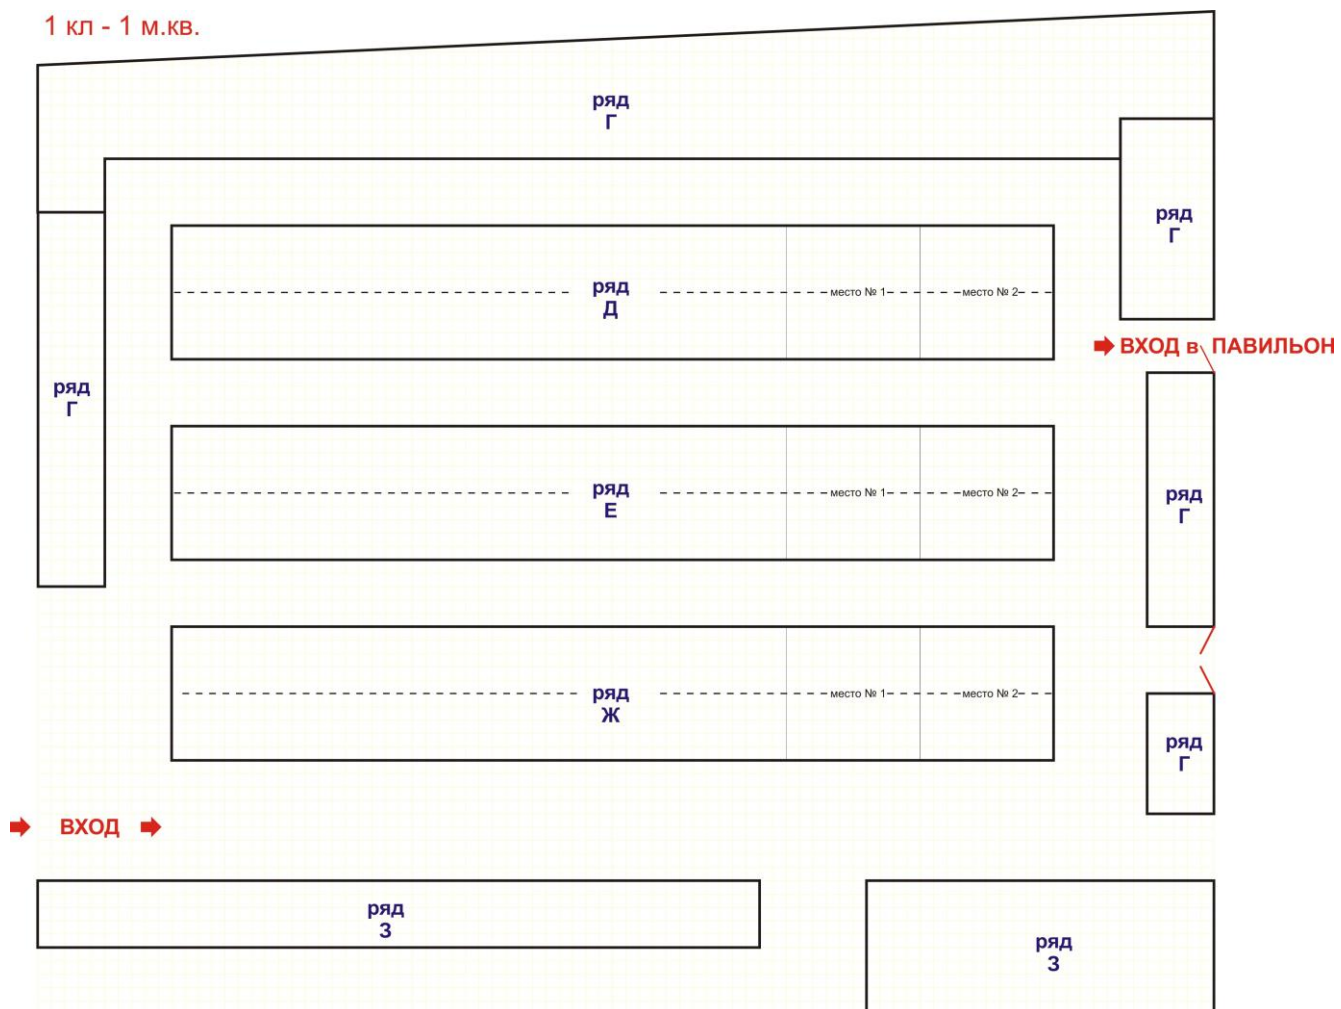 1 кл - 1 м.кв.
ряд
Г
ряд
Г
ряд
Д
место № 1
место № 2
ВХОД в ПАВИЛЬОН
ряд
Г
ряд
Е
место № 1
место № 2
ряд
Г
ряд
Ж
место № 1
место № 2
ряд
Г
ВХОД
ряд
З
ряд
З